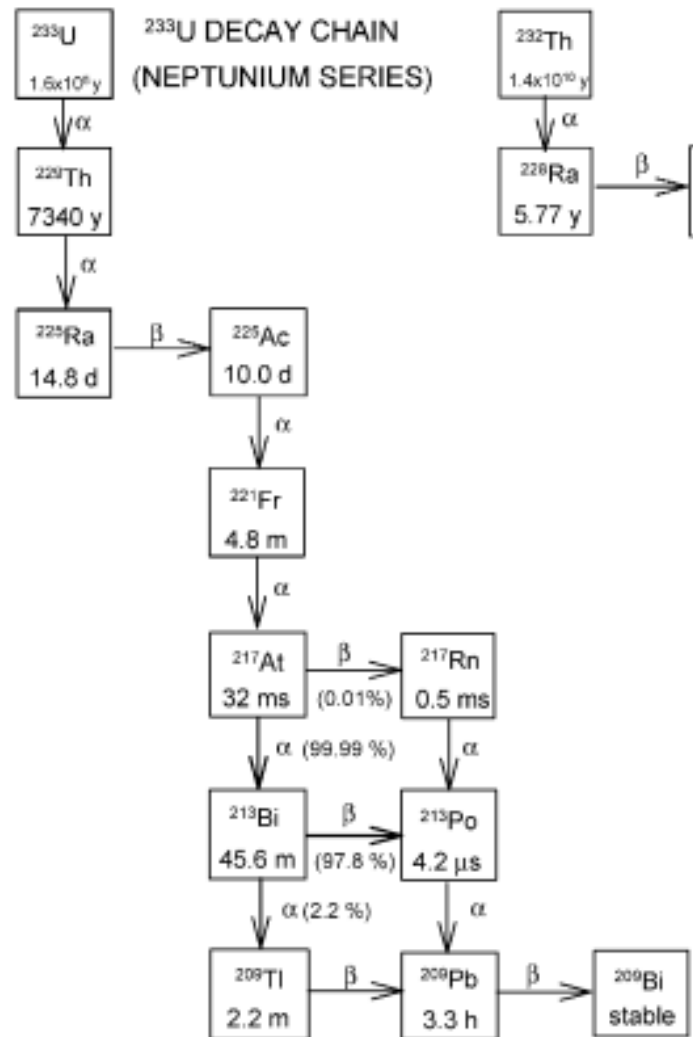 ²³³U
1.6x10⁶ y
²³³U DECAY CHAIN
(NEPTUNIUM SERIES)
²³²Th
1.4x10¹⁰ y
α
α
²²⁹Th
7340 y
²²⁸Ra
5.77 y
β
α
²²⁵Ra
14.8 d
β
²²⁵Ac
10.0 d
α
²²¹Fr
4.8 m
α
²¹⁷At
32 ms
β
(0.01%)
²¹⁷Rn
0.5 ms
α (99.99 %)
α
²¹³Bi
45.6 m
β
(97.8 %)
²¹³Po
4.2 µs
α (2.2 %)
α
²⁰⁹Tl
2.2 m
β
²⁰⁹Pb
3.3 h
β
²⁰⁹Bi
stable